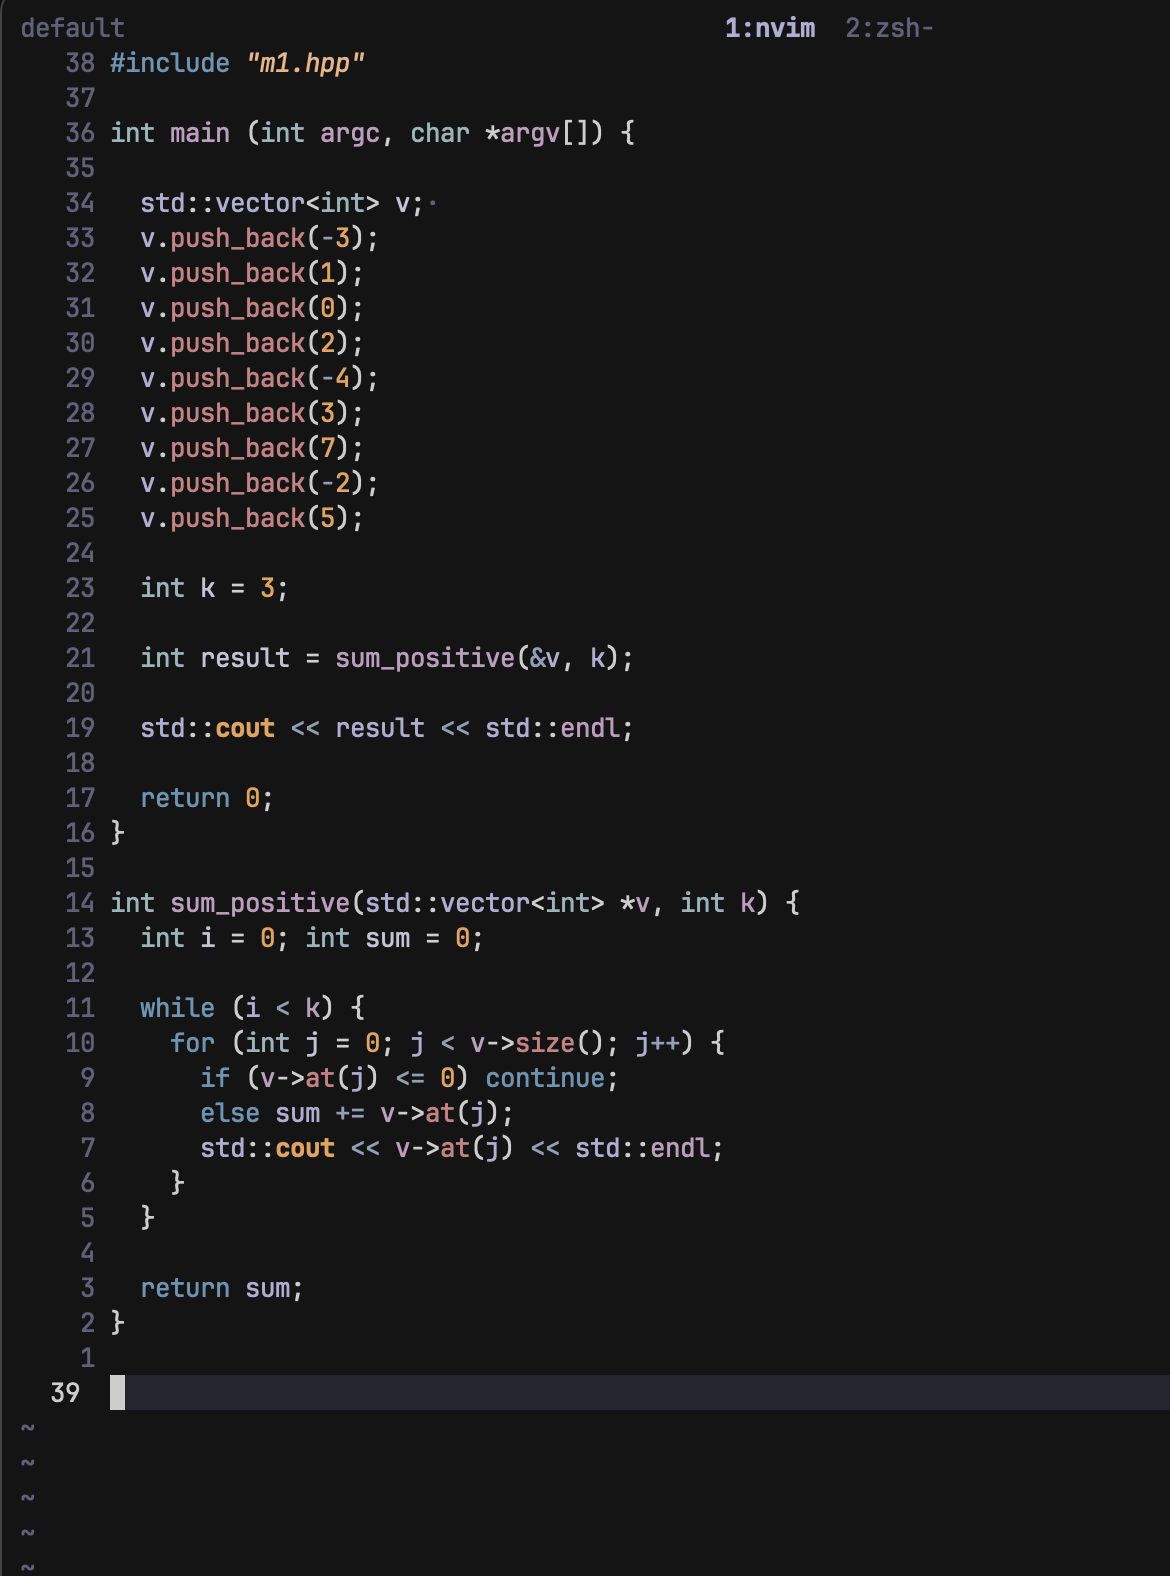 default 1:nvim 2:zsh-
38 #include "m1.hpp"
37
36 int main (int argc, char *argv[]) {
35
34   std::vector<int> v;·
33   v.push_back(-3);
32   v.push_back(1);
31   v.push_back(0);
30   v.push_back(2);
29   v.push_back(-4);
28   v.push_back(3);
27   v.push_back(7);
26   v.push_back(-2);
25   v.push_back(5);
24
23   int k = 3;
22
21   int result = sum_positive(&v, k);
20
19   std::cout << result << std::endl;
18
17   return 0;
16 }
15
14 int sum_positive(std::vector<int> *v, int k) {
13   int i = 0; int sum = 0;
12
11   while (i < k) {
10     for (int j = 0; j < v->size(); j++) {
9       if (v->at(j) <= 0) continue;
8       else sum += v->at(j);
7       std::cout << v->at(j) << std::endl;
6     }
5   }
4
3   return sum;
2 }
1
39
~
~
~
~
~